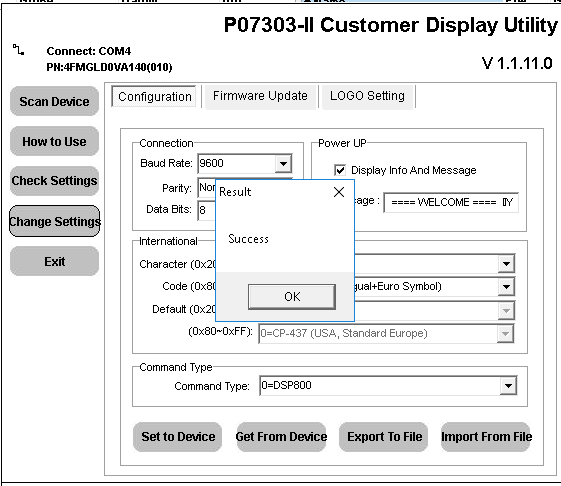 P07303-II Customer Display Utility
Connect: COM4
PN:4FMGLD0VA140(010)
V 1.1.11.0
Scan Device
How to Use
Check Settings
Change Settings
Exit
Configuration
Firmware Update
LOGO Setting
Connection
Baud Rate: 9600
Parity:
Data Bits: 8
Power UP
Display Info And Message
==== WELCOME ====
Result
Success
OK
International
Character (0x20
Code (0x80
gual+Euro Symbol)
Default (0x20
(0x80~0xFF): 0=CP-437 (USA, Standard Europe)
Command Type
Command Type: 0=DSP800
Set to Device
Get From Device
Export To File
Import From File